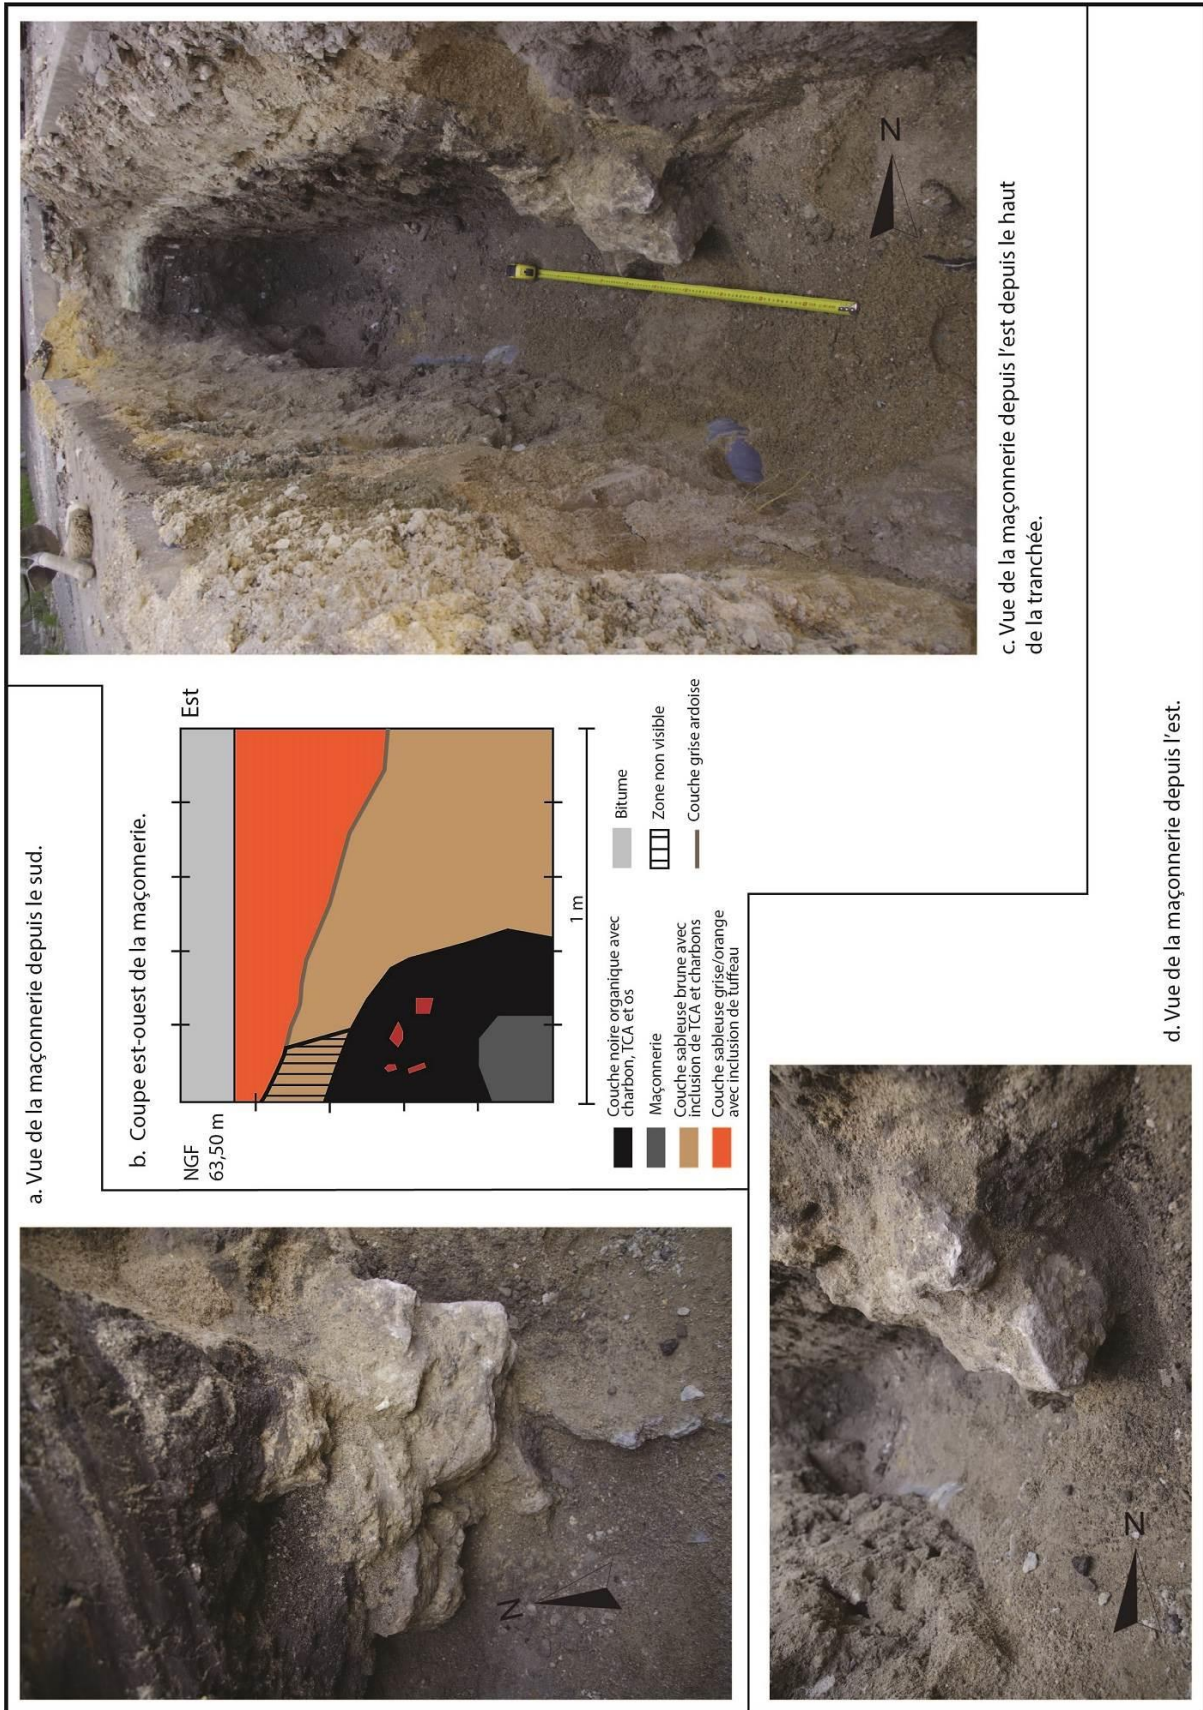 a. Vue de la maçonnerie depuis le sud.
N
b. Coupe est-ouest de la maçonnerie.
NGF
63,50 m
Est
1 m
Couche noire organique avec
charbon, TCA et os
Maçonnerie
Couche sableuse brune avec
inclusion de TCA et charbons
Couche sableuse grise/orange
avec inclusion de tuffeau
Bitume
Zone non visible
Couche grise ardoise
N
c. Vue de la maçonnerie depuis l'est depuis le haut
de la tranchée.
N
d. Vue de la maçonnerie depuis l'est.